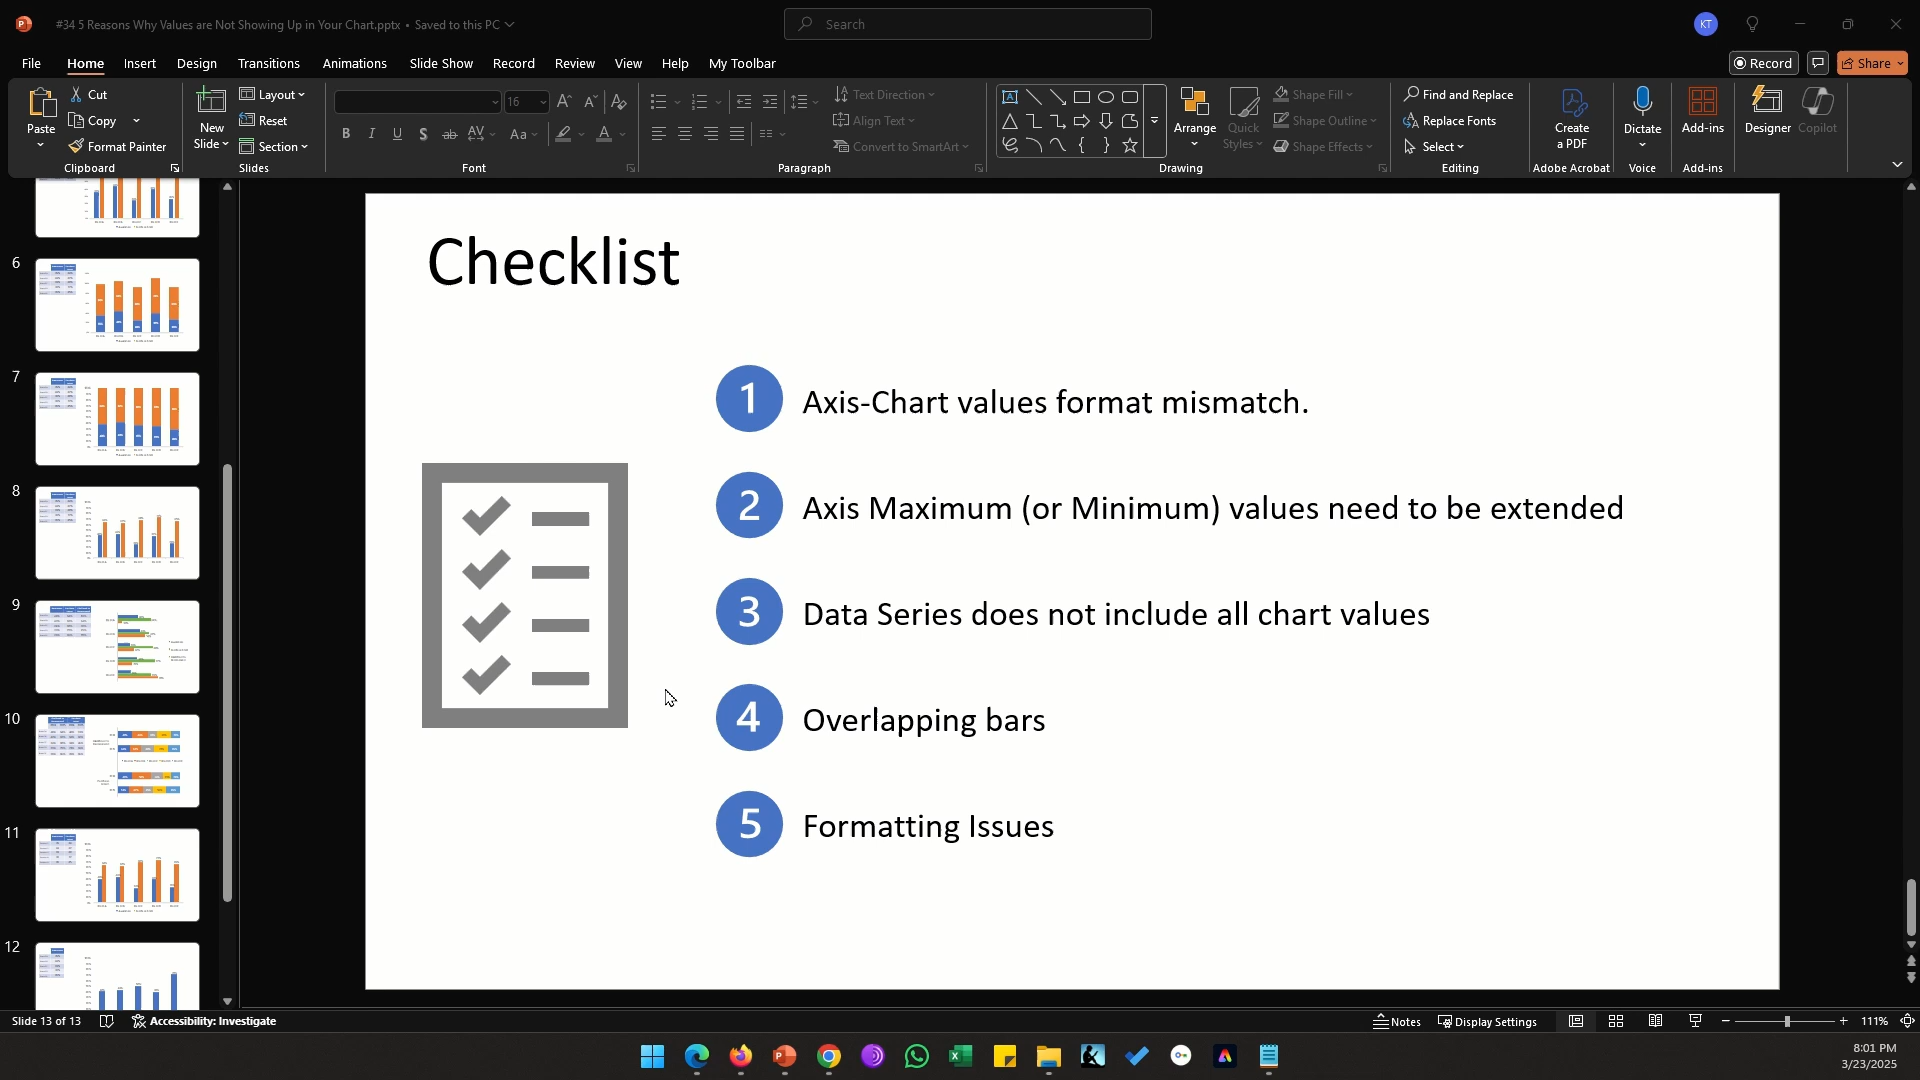 #34 5 Reasons Why Values are Not Showing Up in Your Chart.pptx • Saved to this PC
Search
KT
File Home Insert Design Transitions Animations Slide Show Record Review View Help My Toolbar
Record
Share
Paste
Cut
Copy
Format Painter
Clipboard
New Slide
Layout
Reset
Section
Slides
16
Font
Text Direction
Align Text
Convert to SmartArt
Paragraph
Arrange
Quick Styles
Shape Fill
Shape Outline
Shape Effects
Drawing
Find and Replace
Replace Fonts
Select
Editing
Create a PDF
Adobe Acrobat
Dictate
Voice
Add-ins
Add-ins
Designer
Copilot
6
7
8
9
10
11
12
Checklist
1 Axis-Chart values format mismatch.
2 Axis Maximum (or Minimum) values need to be extended
3 Data Series does not include all chart values
4 Overlapping bars
5 Formatting Issues
Slide 13 of 13
Accessibility: Investigate
Notes
Display Settings
111%
8:01 PM
3/23/2025